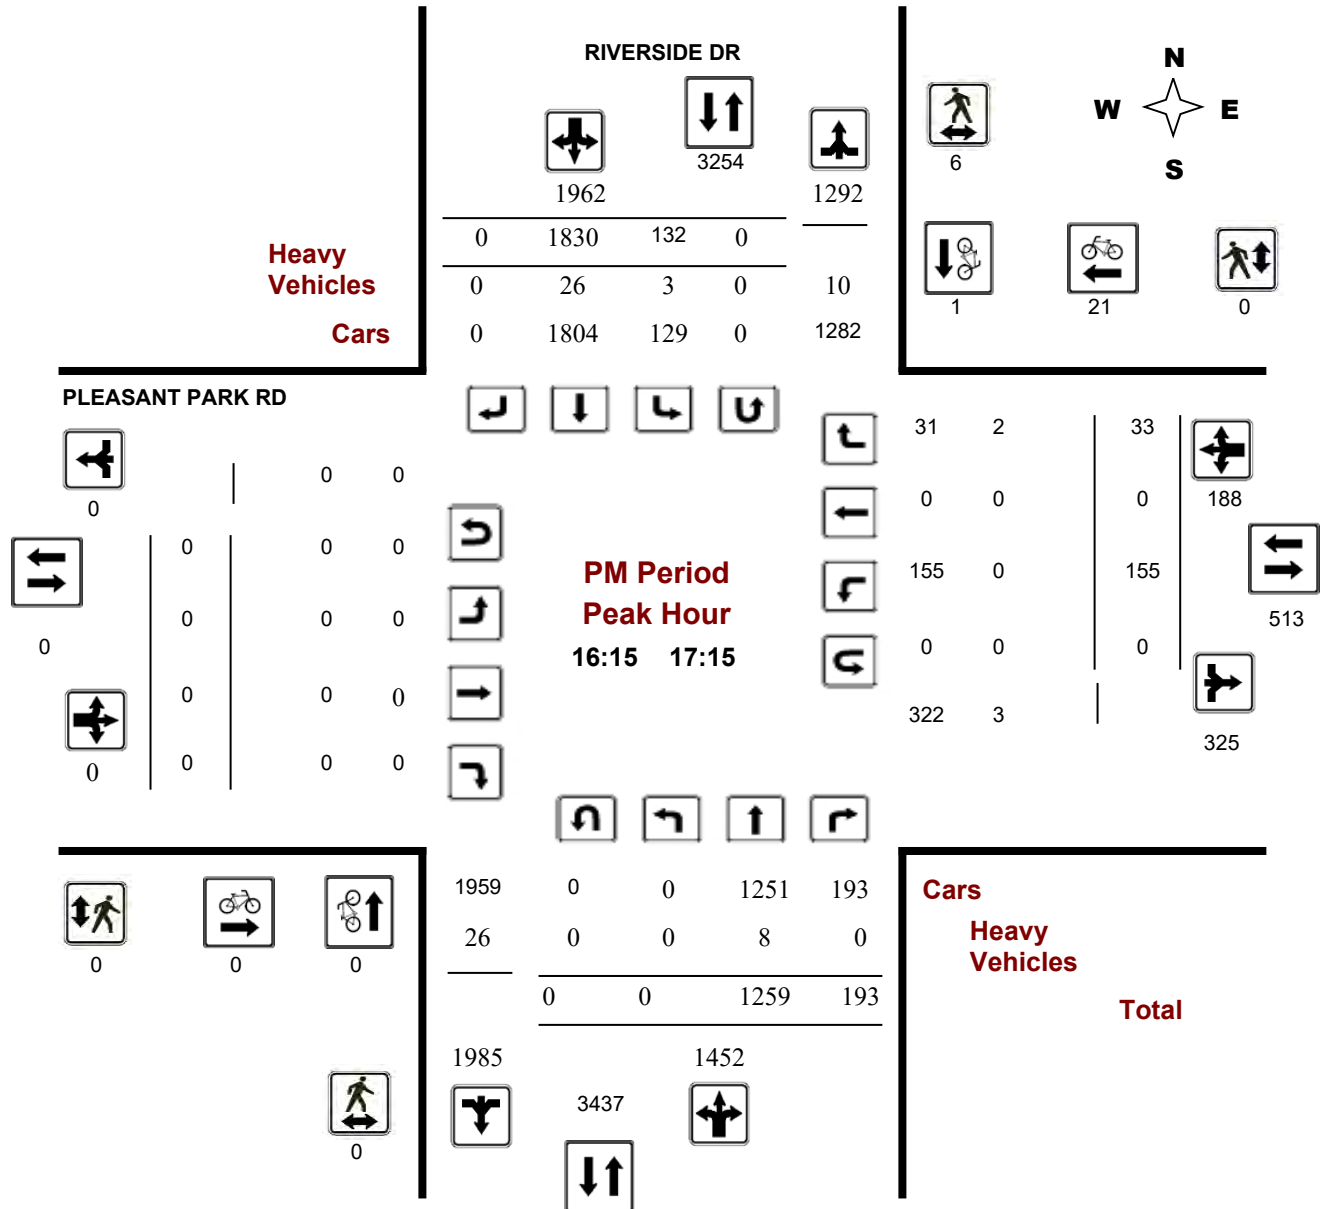 RIVERSIDE DR
N
W E
S
3254
6
1962 1292
0 1830 132 0
Heavy
Vehicles 0 26 3 0 10
1 21 0
Cars 0 1804 129 0 1282
PLEASANT PARK RD
31 2 33
0 0
0
0 0 0 188
0 0 0
PM Period
155 0 155
Peak Hour
0 0 0
513
0
16:15 17:15
0 0 0
0 0 0
322 3
325
0 0 0 0
1959 0 0 1251 193
Cars
26 0 0 8 0
Heavy
Vehicles
0 0 0
0 0 1259 193
Total
1985 1452
3437
0